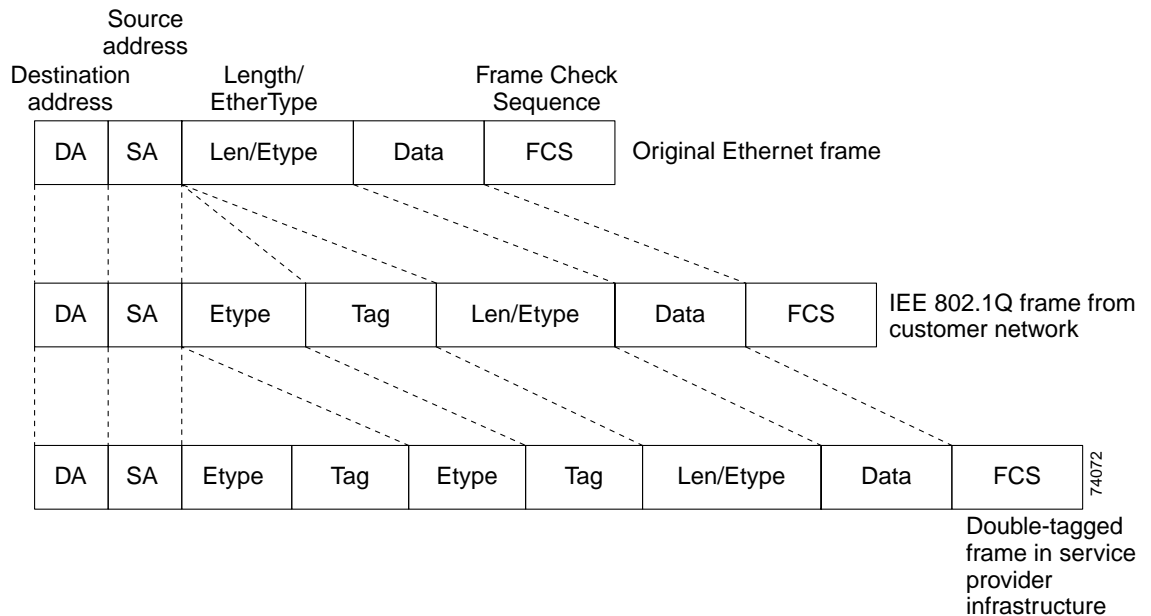 Source
address
Destination
address
Length/
EtherType
Frame Check
Sequence
DA SA Len/Etype Data FCS
Original Ethernet frame
DA SA Etype Tag Len/Etype Data FCS
IEE 802.1Q frame from
customer network
DA SA Etype Tag Etype Tag Len/Etype Data FCS
74072
Double-tagged
frame in service
provider
infrastructure